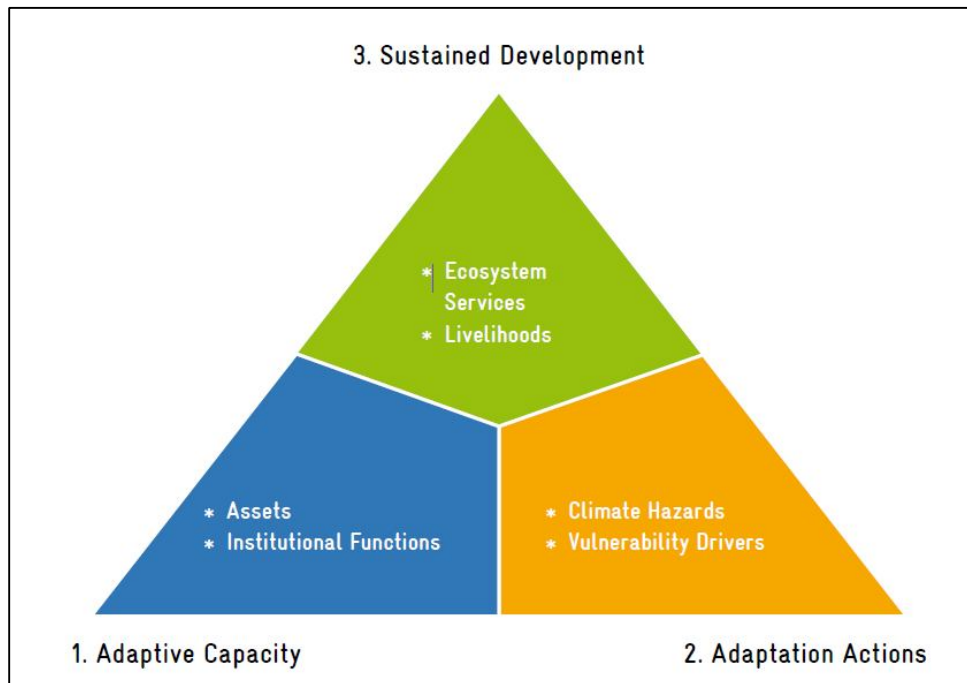 3. Sustained Development
* Ecosystem
Services
* Livelihoods
* Assets
* Institutional Functions
* Climate Hazards
* Vulnerability Drivers
1. Adaptive Capacity
2. Adaptation Actions